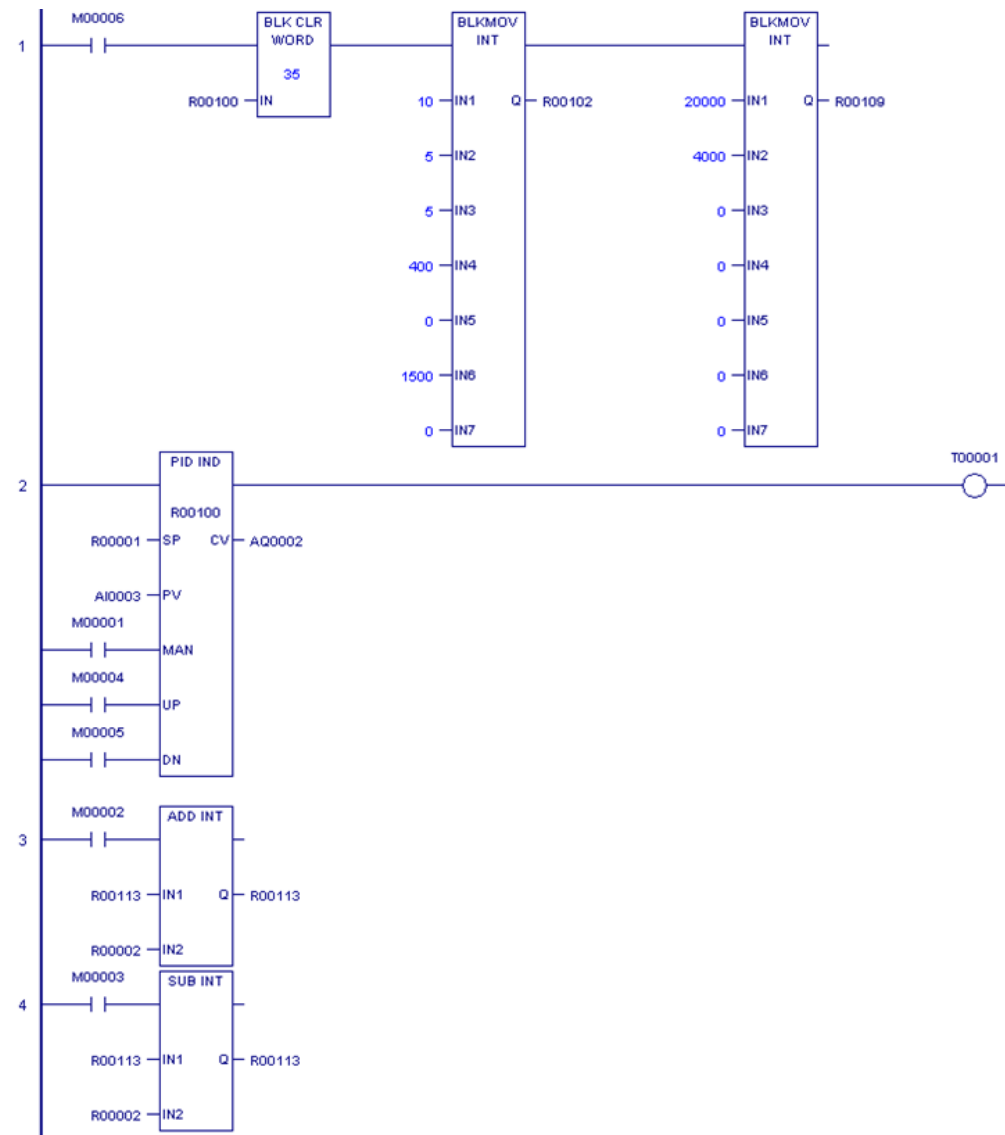 M00006
1
BLK CLR
WORD
35
R00100
IN
BLKMOV
INT
10
IN1
Q
R00102
5
IN2
5
IN3
400
IN4
0
IN5
1500
IN6
0
IN7
BLKMOV
INT
20000
IN1
Q
R00109
4000
IN2
0
IN3
0
IN4
0
IN5
0
IN6
0
IN7
2
PID IND
R00100
T00001
R00001
SP
CV
AQ0002
AI0003
PV
M00001
MAN
M00004
UP
M00005
DN
M00002
3
ADD INT
R00113
IN1
Q
R00113
R00002
IN2
M00003
4
SUB INT
R00113
IN1
Q
R00113
R00002
IN2